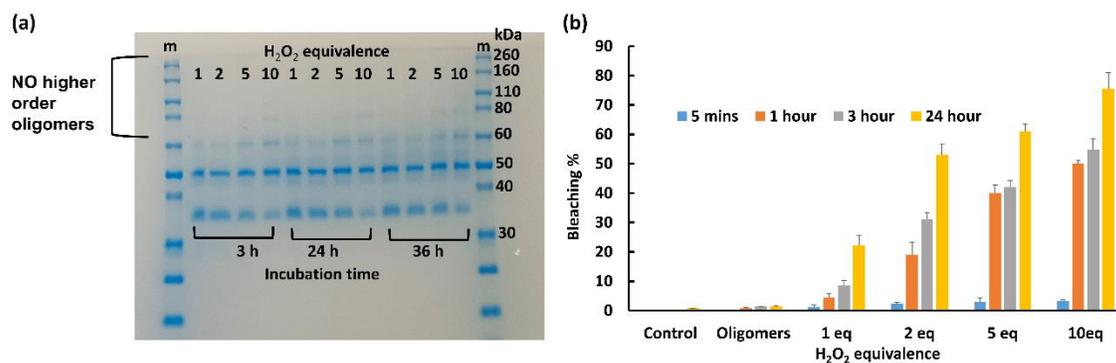 (a)
m
H₂O₂ equivalence
m
kDa
NO higher
order
oligomers
1 2 5 10 1 2 5 10 1 2 5 10
260
160
110
80
60
50
40
30
3 h 24 h 36 h
Incubation time
(b)
90
80
70
60
50
40
30
20
10
0
Bleaching %
5 mins 1 hour 3 hour 24 hour
Control Oligomers 1 eq 2 eq 5 eq 10eq
H₂O₂ equivalence